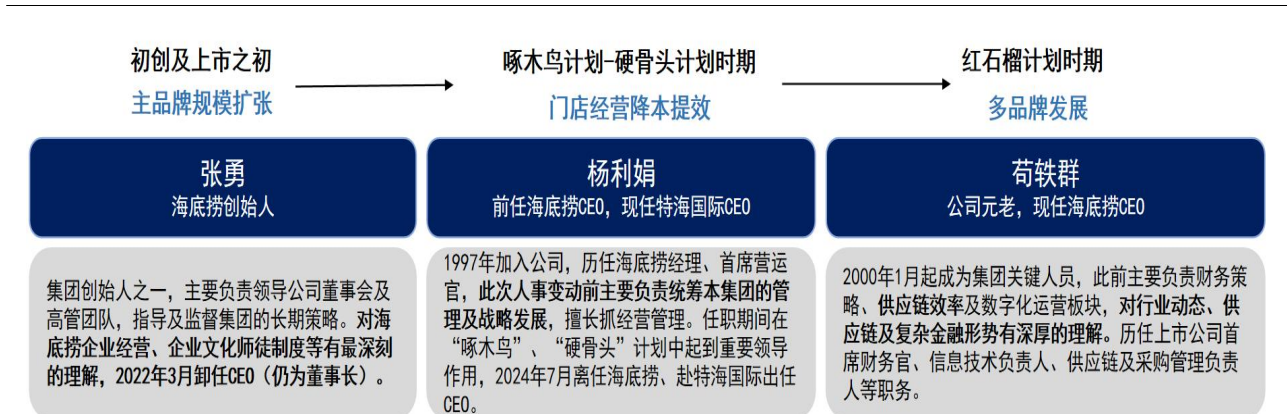 初创及上市之初
主品牌规模扩张
啄木鸟计划-硬骨头计划时期
门店经营降本提效
红石榴计划时期
多品牌发展
张勇
海底捞创始人
杨利娟
前任海底捞CEO，现任特海国际CEO
苟轶群
公司元老，现任海底捞CEO
集团创始人之一，主要负责领导公司董事会及
高管团队，指导及监督集团的长期策略。对海
底捞企业经营、企业文化师徒制度等有最深刻
的理解，2022年3月卸任CEO（仍为董事长）。
1997年加入公司，历任海底捞经理、首席营运
官，此次人事变动前主要负责统筹本集团的管
理及战略发展，擅长抓经营管理。任职期间在
“啄木鸟”、“硬骨头”计划中起到重要领导
作用，2024年7月离任海底捞、赴特海国际出任
CEO。
2000年1月起成为集团关键人员，此前主要负责财务策
略、供应链效率及数字化运营板块，对行业动态、供
应链及复杂金融形势有深厚的理解。历任上市公司首
席财务官、信息技术负责人、供应链及采购管理负责
人等职务。